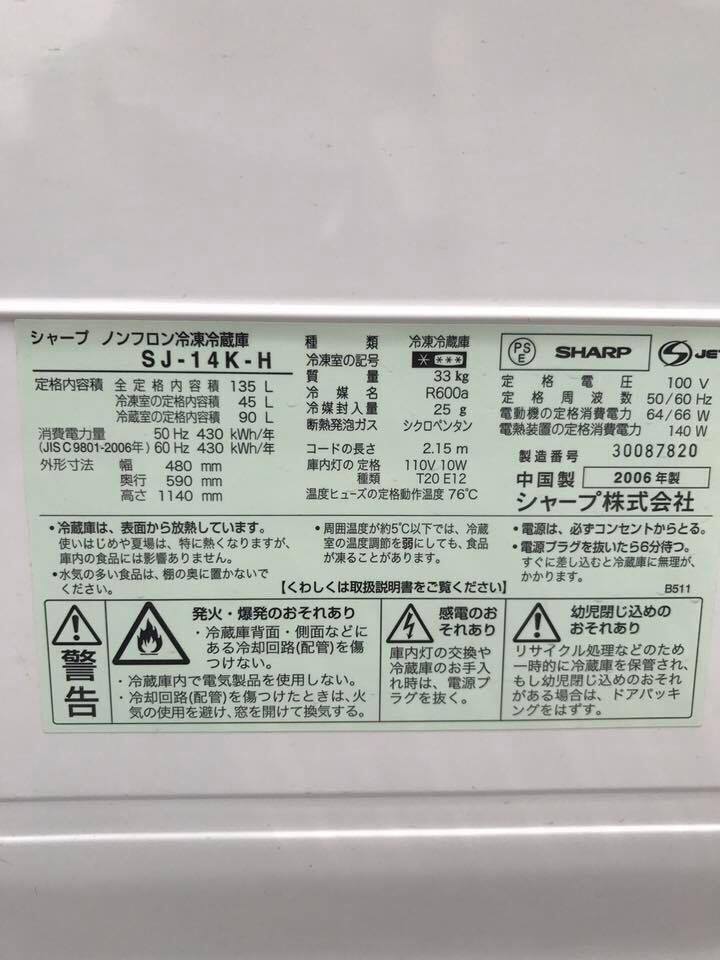 シャープ ノンフロン冷凍冷蔵庫
SJ-14K-H
定格内容積 全定格内容積 135 L
冷凍室の定格内容積 45 L
冷蔵室の定格内容積 90 L
消費電力量 50 Hz 430 kWh/年
(JIS C 9801-2006年) 60 Hz 430 kWh/年
外形寸法 幅 480 mm
奥行 590 mm
高さ 1140 mm
種類 冷凍冷蔵庫
冷凍室の記号 ****
質量 33 kg
冷媒名 R600a
冷媒封入量 25 g
断熱発泡ガス シクロペンタン
コードの長さ 2.15 m
庫内灯の定格 110V 10W
種類 T20 E12
温度ヒューズの定格動作温度 76℃
PS E SHARP JET
定格電圧 100 V
定格周波数 50/60 Hz
電動機の定格消費電力 64/66 W
電熱装置の定格消費電力 140 W
製造番号 30087820
中国製 2006年製
シャープ株式会社
・冷蔵庫は、表面から放熱しています。
使いはじめや夏場は、特に熱くなりますが、
庫内の食品には影響ありません。
・水気の多い食品は、棚の奥に置かないで
ください。
・周囲温度が約5℃以下では、冷蔵
室の温度調節を弱にしても、食品
が凍ることがあります。
【くわしくは取扱説明書をご覧ください】
・電源は、必ずコンセントからとる。
・電源プラグを抜いたら6分待つ。
すぐに差し込むと冷蔵庫に無理が、
かかります。
B511
警告
発火・爆発のおそれあり
・冷蔵庫背面・側面などに
ある冷却回路(配管)を傷
つけない。
・冷蔵庫内で電気製品を使用しない。
・冷却回路(配管)を傷つけたときは、火
気の使用を避け、窓を開けて換気する。
感電のお
それあり
庫内灯の交換や
冷蔵庫のお手入
れ時は、電源プ
ラグを抜く。
幼児閉じ込めの
おそれあり
リサイクル処理などのため
一時的に冷蔵庫を保管され、
もし幼児閉じ込めのおそれ
がある場合は、ドアパッキ
ングをはずす。